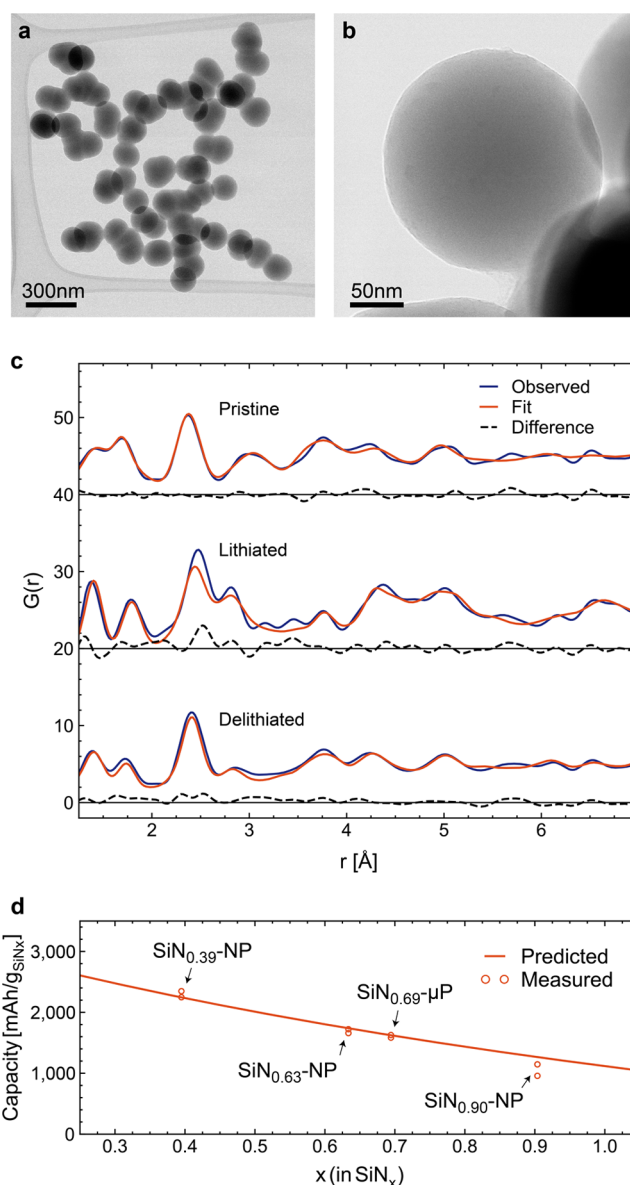 a
b
300nm
50nm
c
Pristine
Observed
Fit
Difference
Lithiated
Delithiated
G(r)
50
40
30
20
10
0
2
3
4
5
6
r [Å]
d
Capacity [mAh/gSiNx]
3,000
2,000
1,000
0
SiN0.39-NP
SiN0.69-μP
SiN0.63-NP
SiN0.90-NP
Predicted
Measured
0.3
0.4
0.5
0.6
0.7
0.8
0.9
1.0
x (in SiNx)